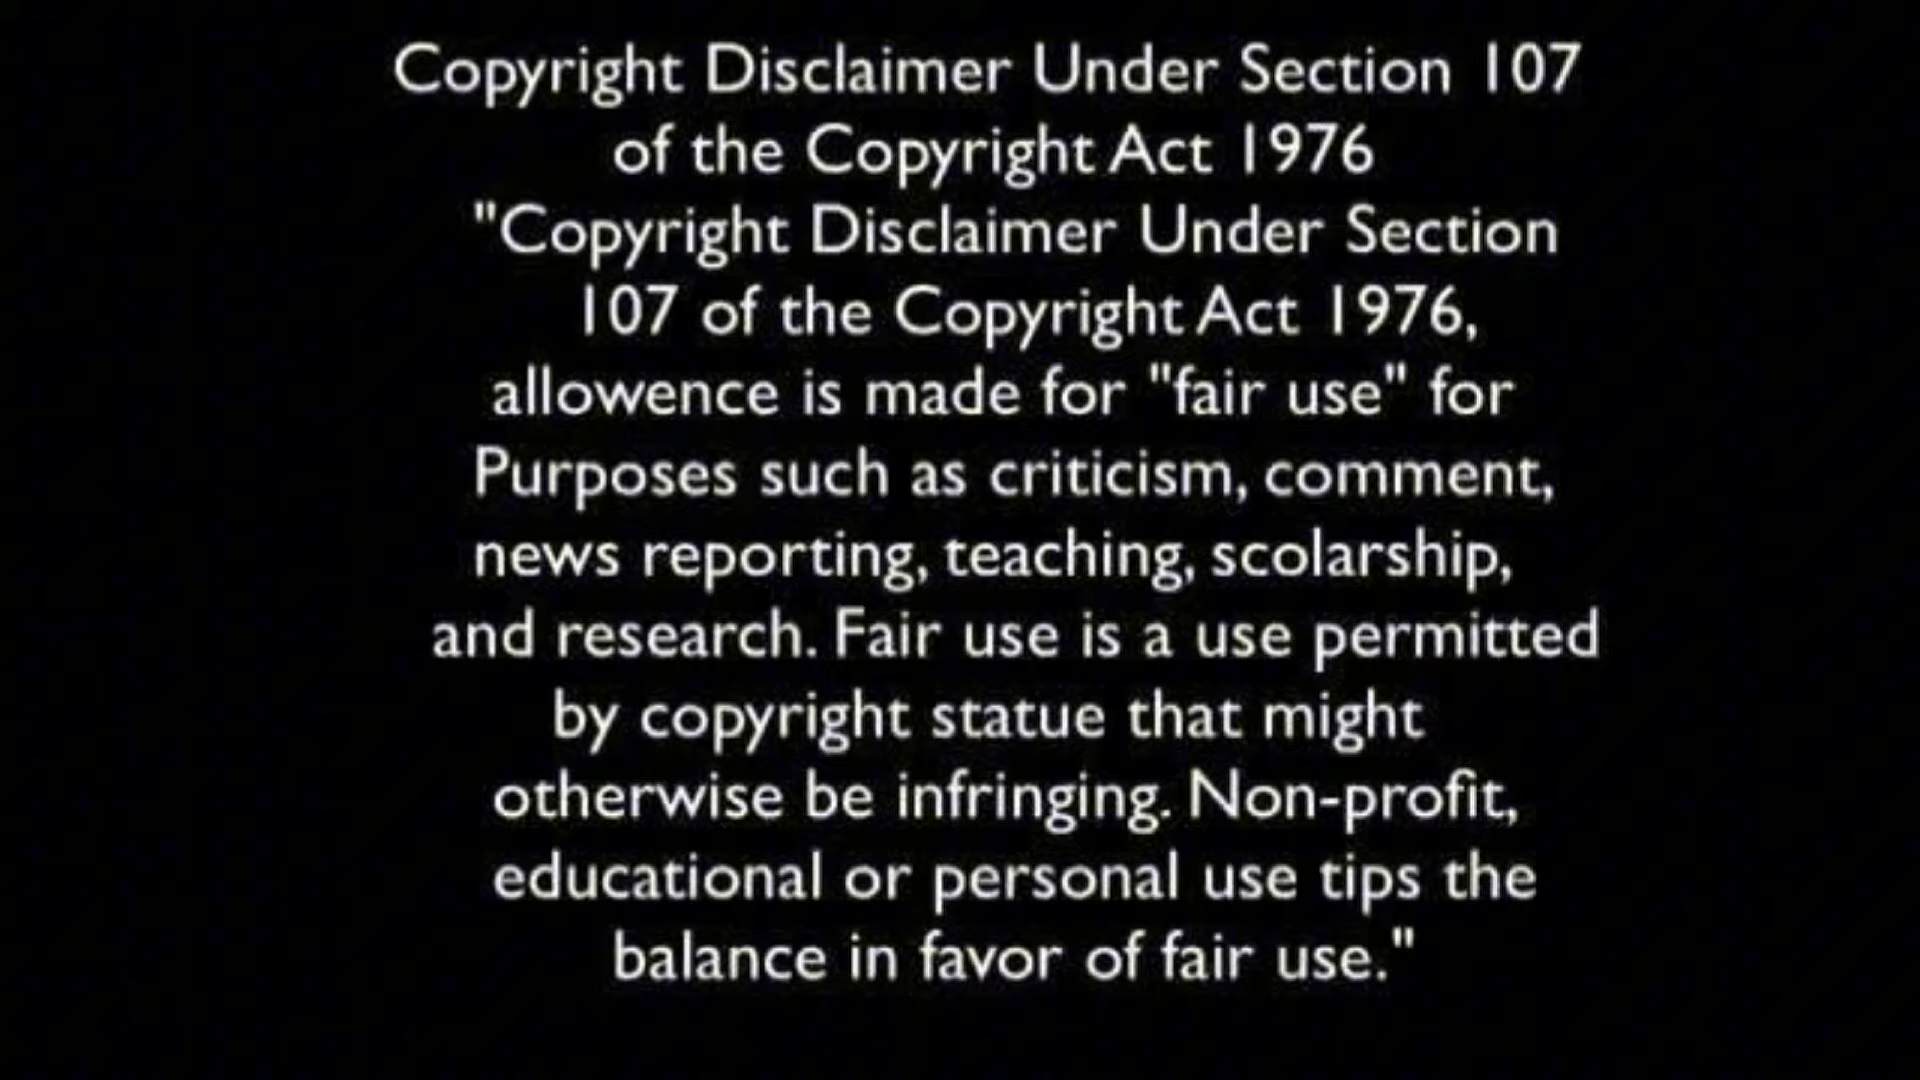 Copyright Disclaimer Under Section 107
of the Copyright Act 1976
"Copyright Disclaimer Under Section
107 of the Copyright Act 1976,
allowence is made for "fair use" for
Purposes such as criticism, comment,
news reporting, teaching, scolarship,
and research. Fair use is a use permitted
by copyright statue that might
otherwise be infringing. Non-profit,
educational or personal use tips the
balance in favor of fair use."